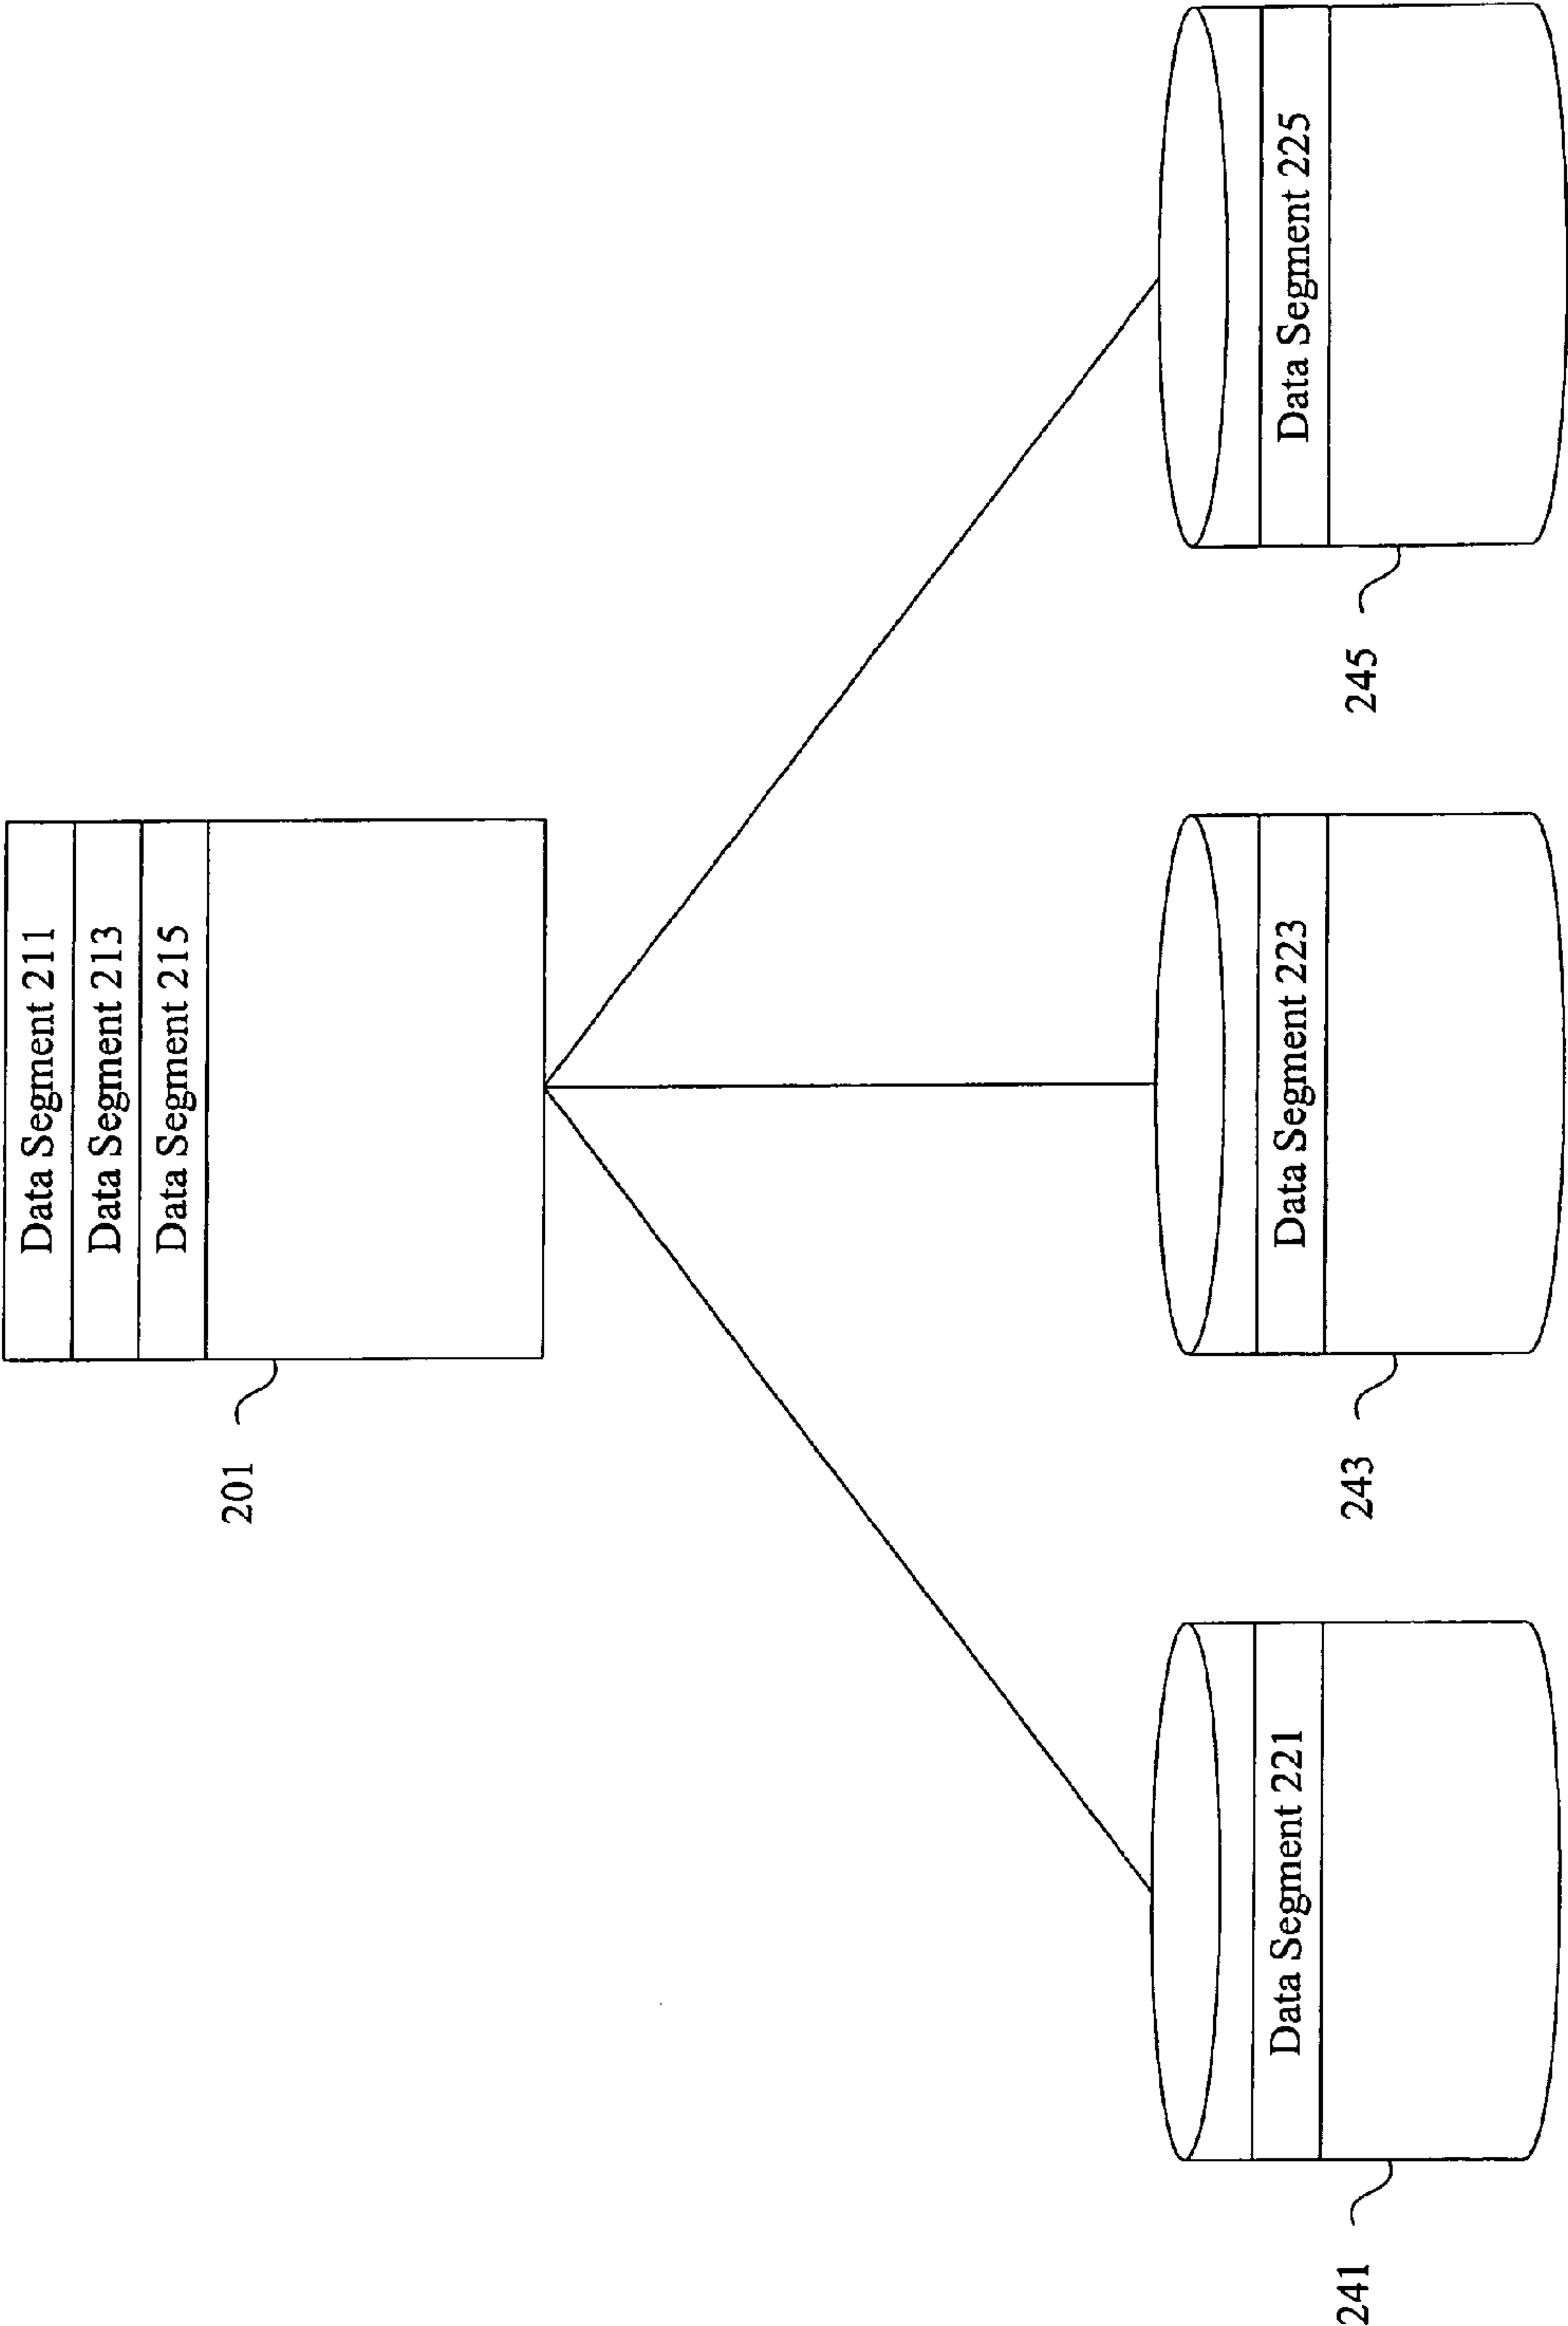 Data Segment 211
Data Segment 213
Data Segment 215
201
Data Segment 221
Data Segment 223
Data Segment 225
241
243
245